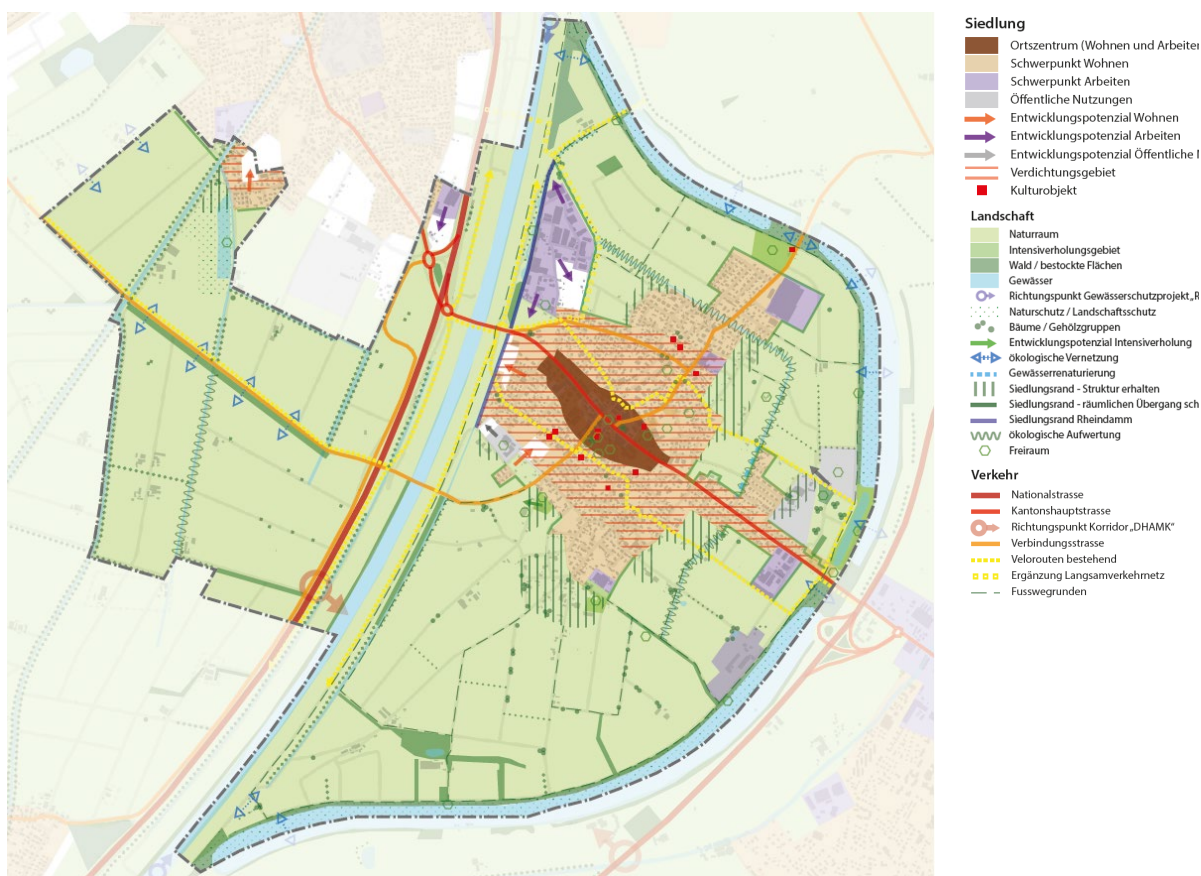 Siedlung
Ortszentrum (Wohnen und Arbeiten
Schwerpunkt Wohnen
Schwerpunkt Arbeiten
Öffentliche Nutzungen
Entwicklungspotenzial Wohnen
Entwicklungspotenzial Arbeiten
Entwicklungspotenzial Öffentliche N
Verdichtungsgebiet
Kulturobjekt
Landschaft
Naturraum
Intensiverholungsgebiet
Wald / bestockte Flächen
Gewässer
Richtungspunkt Gewässerschutzprojekt „R
Naturschutz / Landschaftsschutz
Bäume / Gehölzgruppen
Entwicklungspotenzial Intensiverholung
ökologische Vernetzung
Gewässerrenaturierung
Siedlungsrand - Struktur erhalten
Siedlungsrand - räumlichen Übergang sch
Siedlungsrand Rheindamm
ökologische Aufwertung
Freiraum
Verkehr
Nationalstrasse
Kantonshauptstrasse
Richtungspunkt Korridor „DHAMK“
Verbindungsstrasse
Velorouten bestehend
Ergänzung Langsamverkehrnetz
Fusswegrunden